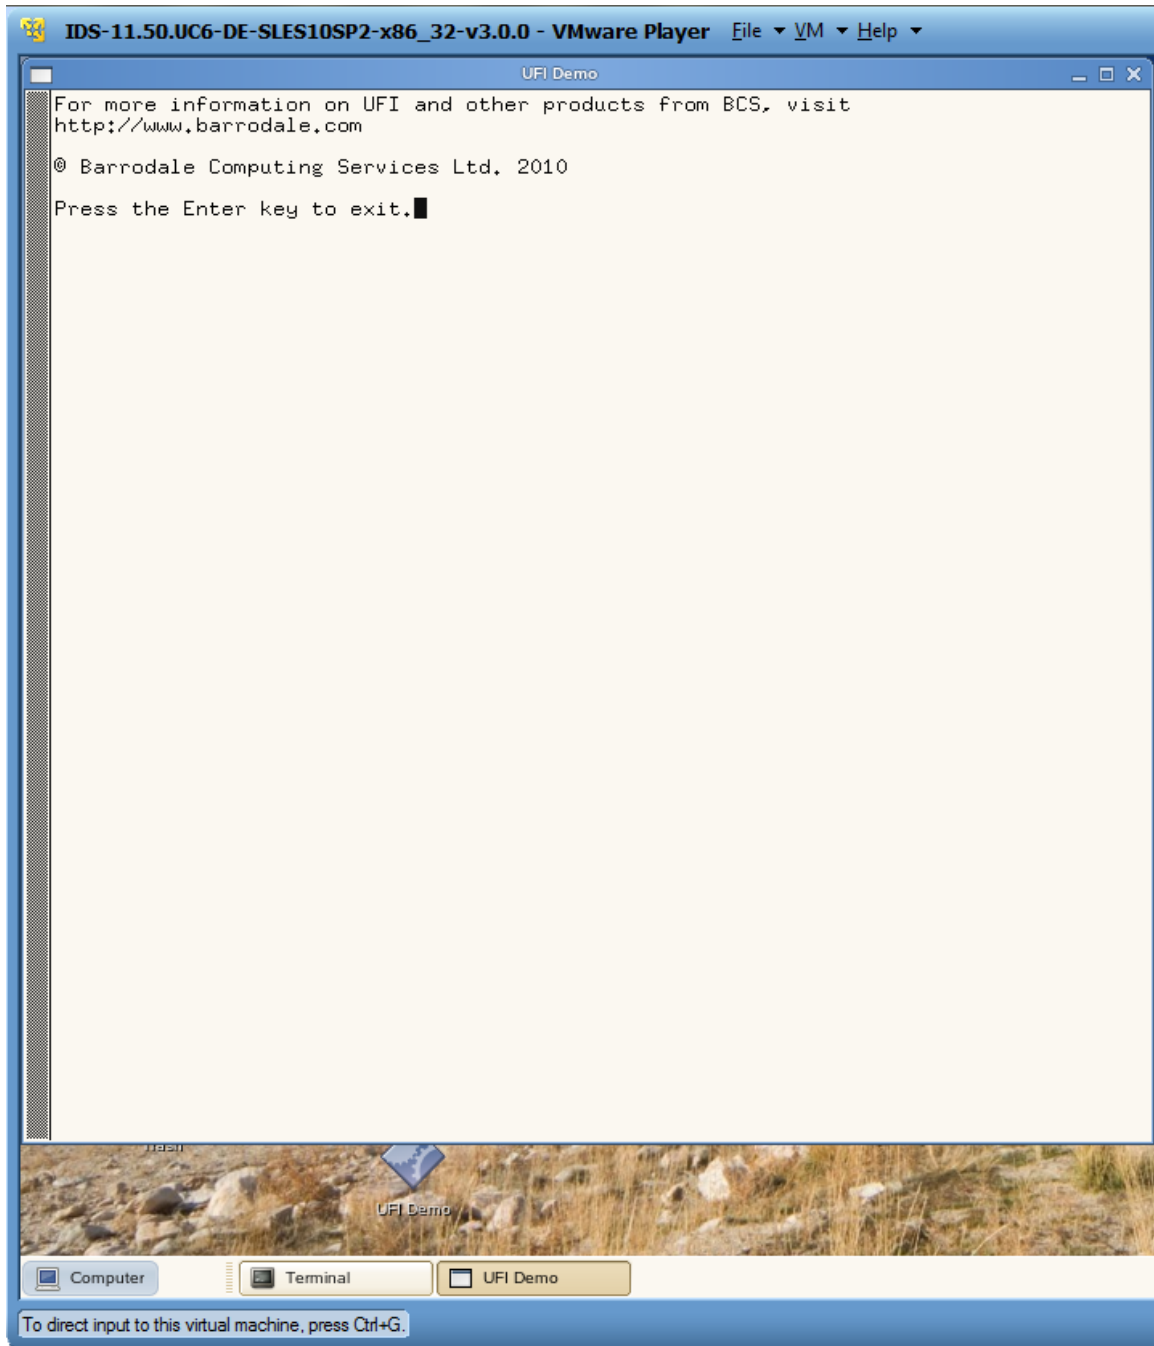 IDS-11.50.UC6-DE-SLES10SP2-x86_32-v3.0.0 - VMware Player File VM Help
UFI Demo
For more information on UFI and other products from BCS, visit
http://www.barrodale.com
© Barrodale Computing Services Ltd. 2010
Press the Enter key to exit.
UFI Demo
Computer Terminal UFI Demo
To direct input to this virtual machine, press Ctrl+G.